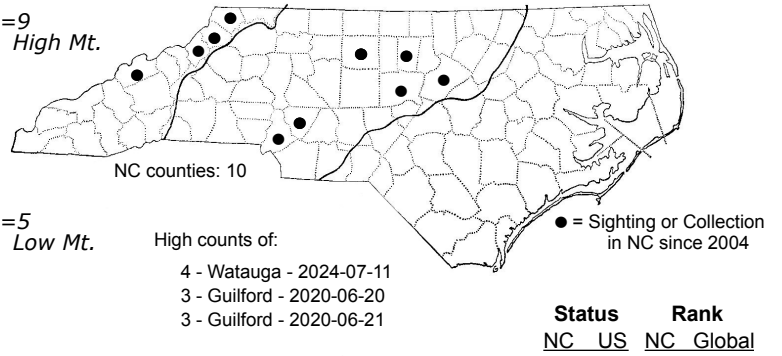 =9
High Mt.
NC counties: 10
=5
Low Mt.
High counts of:
4 - Watauga - 2024-07-11
3 - Guilford - 2020-06-20
3 - Guilford - 2020-06-21
= Sighting or Collection
in NC since 2004
Status Rank
NC US NC Global